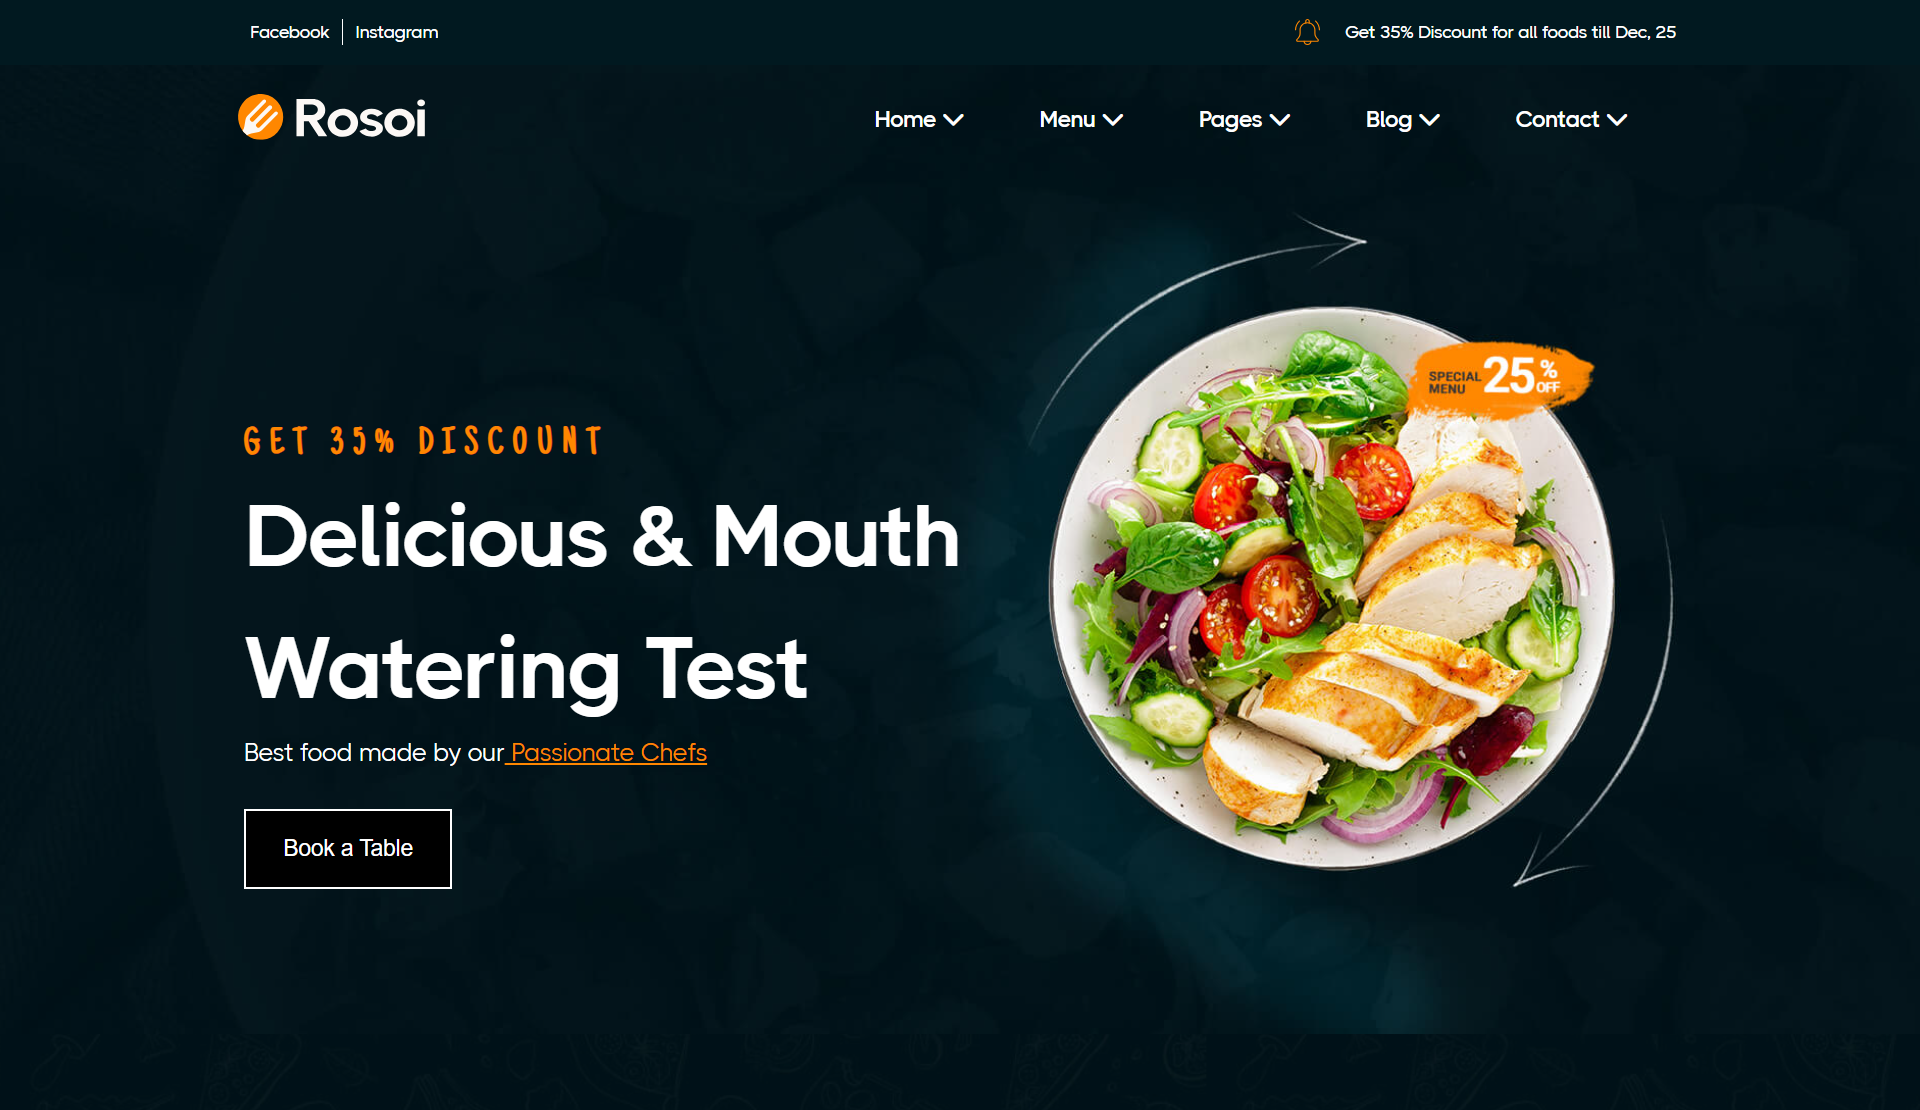 Facebook | Instagram
Get 35% Discount for all foods till Dec, 25
Rosoi
Home Menu Pages Blog Contact
SPECIAL MENU 25% OFF
GET 35% DISCOUNT
Delicious & Mouth
Watering Test
Best food made by our Passionate Chefs
Book a Table